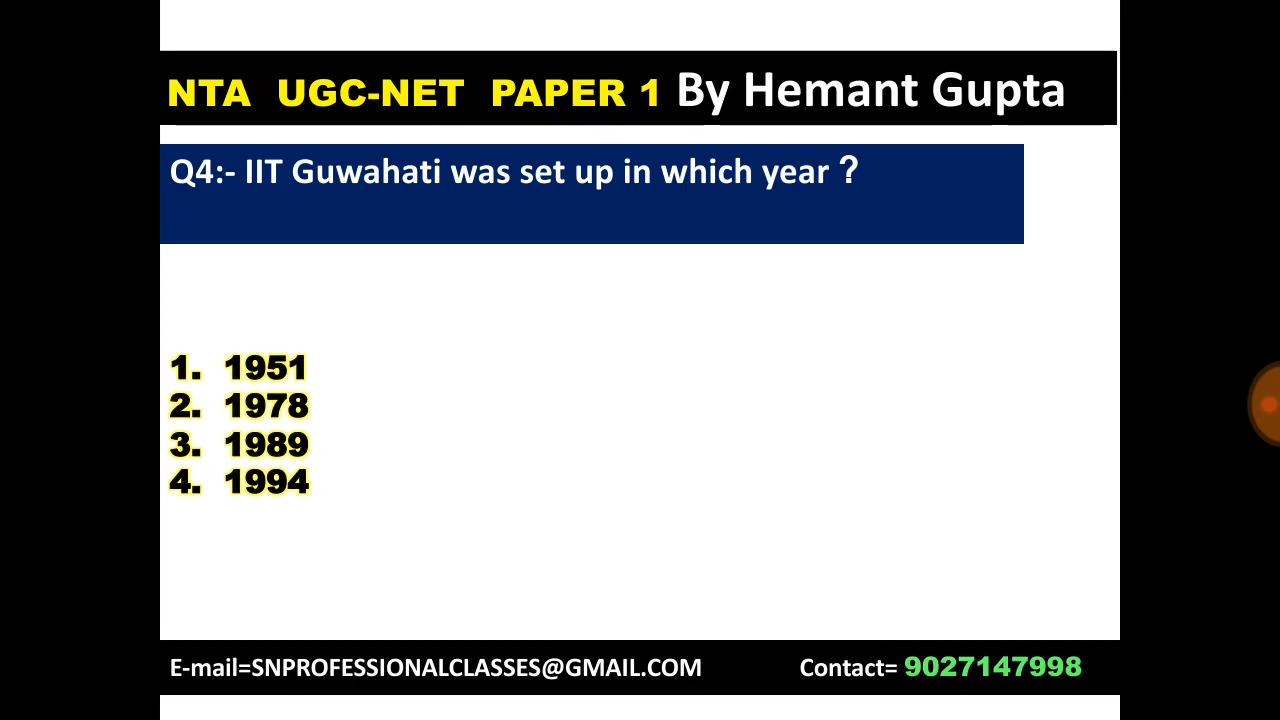 NTA UGC-NET PAPER 1 By Hemant Gupta
Q4:- IIT Guwahati was set up in which year ?
1. 1951
2. 1978
3. 1989
4. 1994
E-mail=SNPROFESSIONALCLASSES@GMAIL.COM Contact= 9027147998